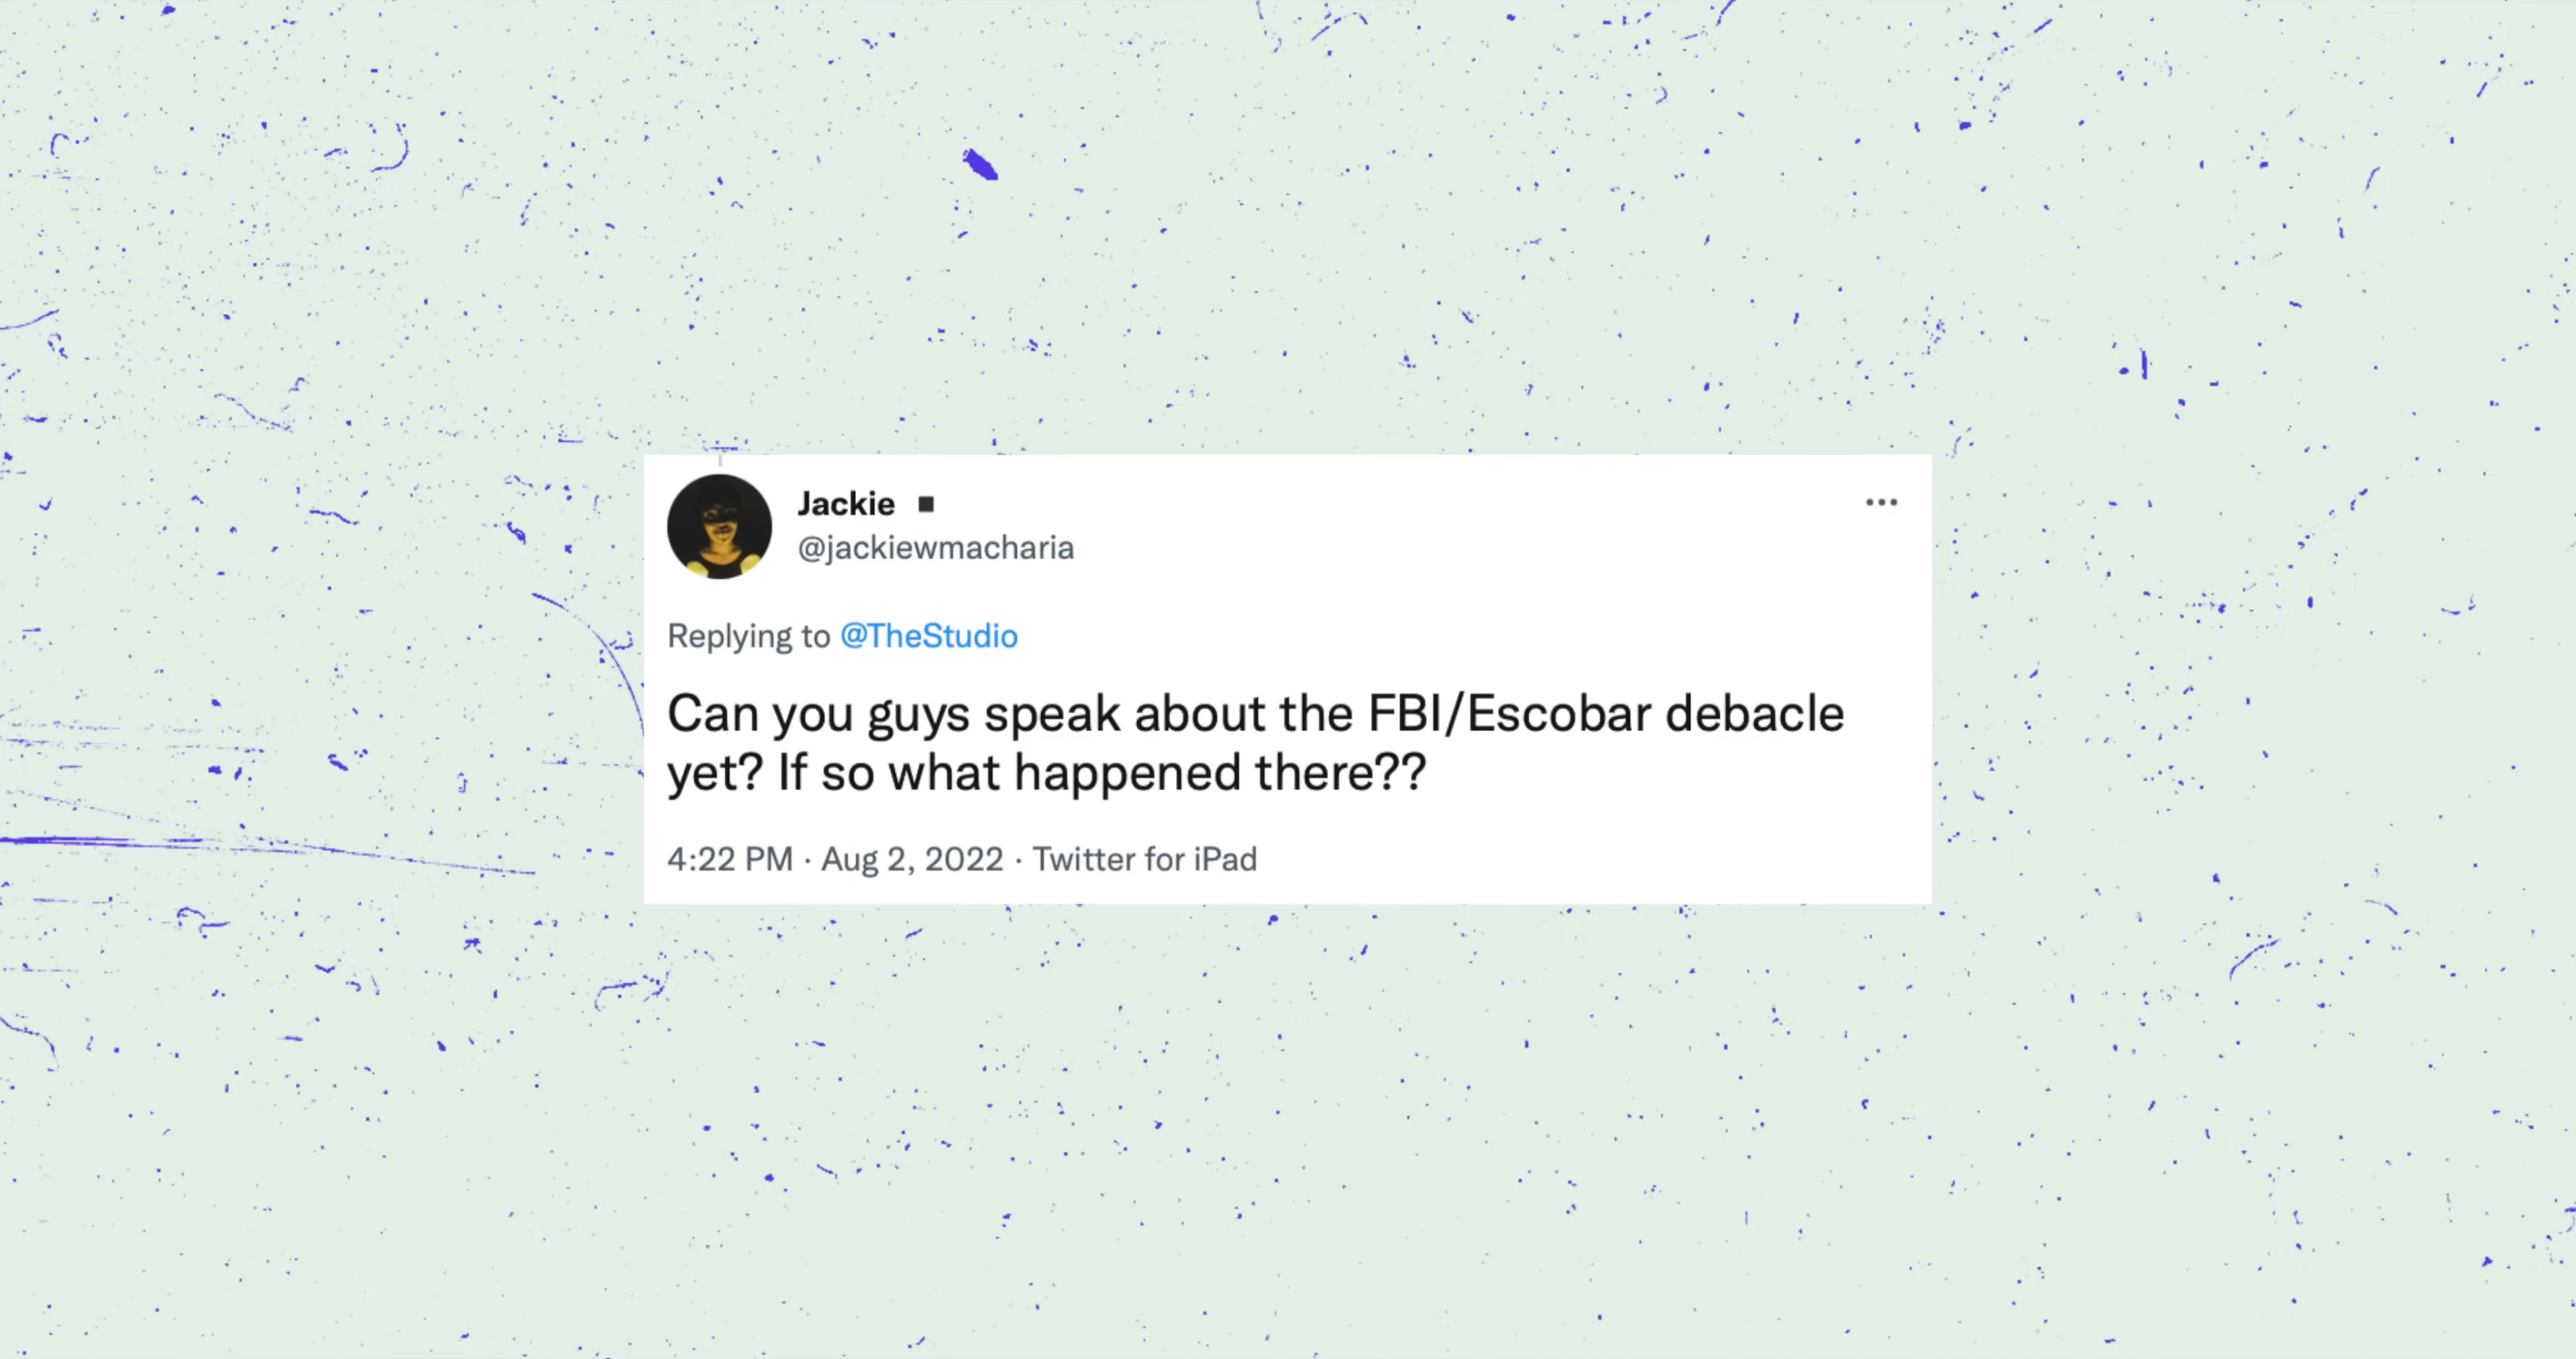 Jackie ■
@jackiewmacharia
Replying to @TheStudio
Can you guys speak about the FBI/Escobar debacle
yet? If so what happened there??
4:22 PM · Aug 2, 2022 · Twitter for iPad